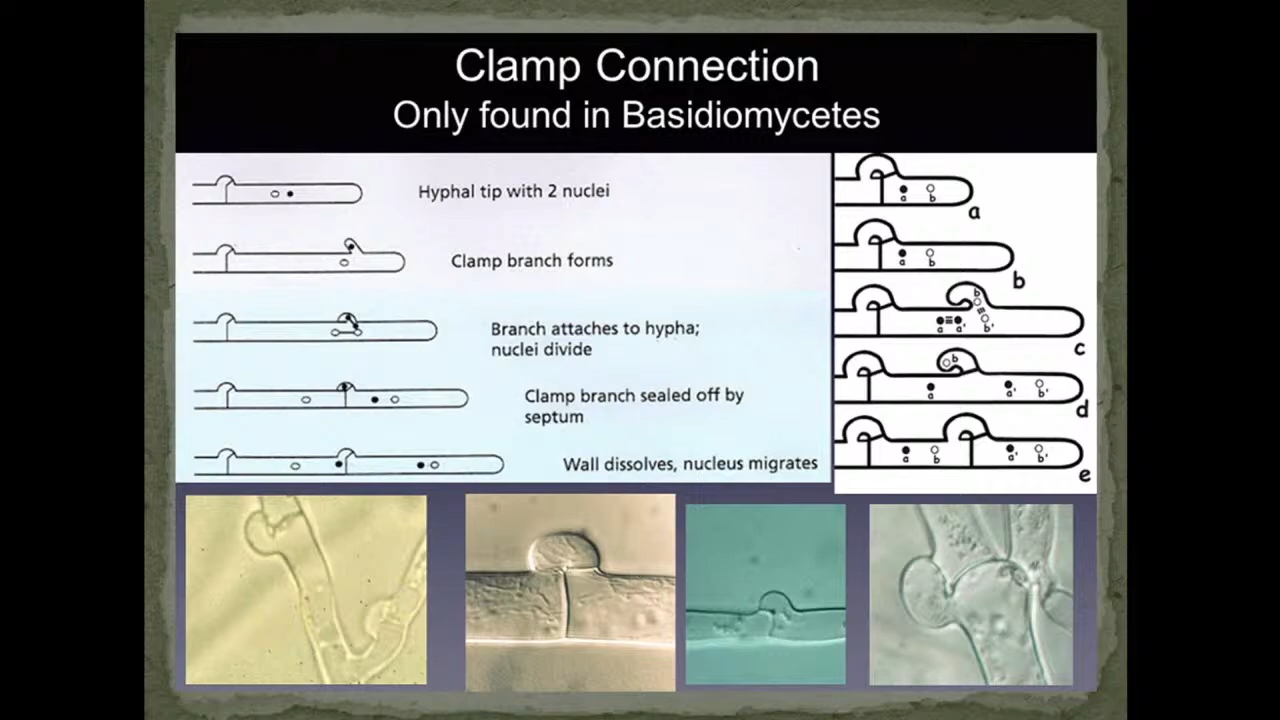 Clamp Connection
Only found in Basidiomycetes
Hyphal tip with 2 nuclei
Clamp branch forms
Branch attaches to hypha;
nuclei divide
Clamp branch sealed off by
septum
Wall dissolves, nucleus migrates
a b
a
a b
b
b
a a' b'
c
b
a a' b'
d
a b a' b'
e